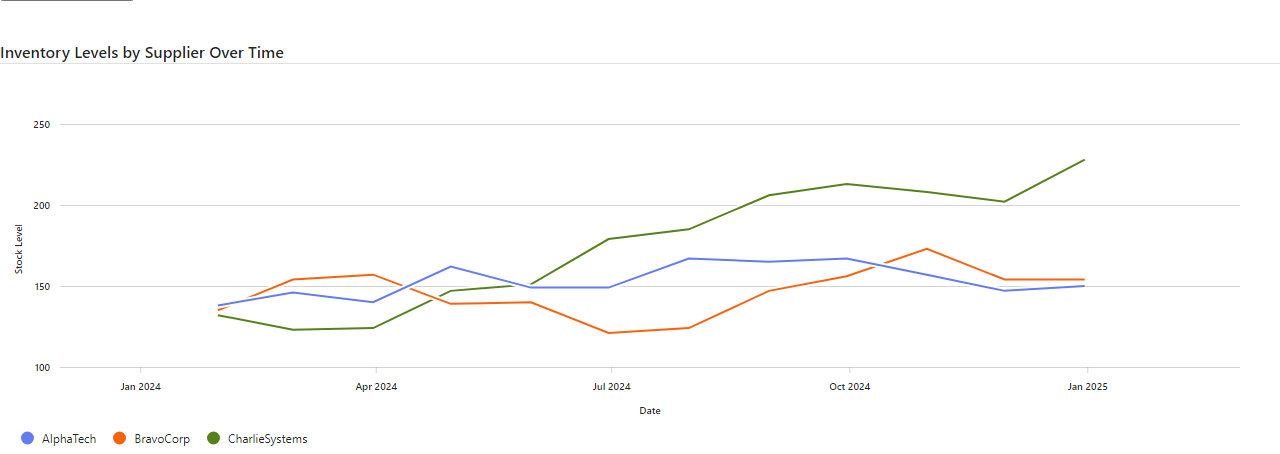 Inventory Levels by Supplier Over Time
250
200
150
100
Stock Level
Jan 2024 Apr 2024 Jul 2024 Oct 2024 Jan 2025
Date
AlphaTech BravoCorp CharlieSystems